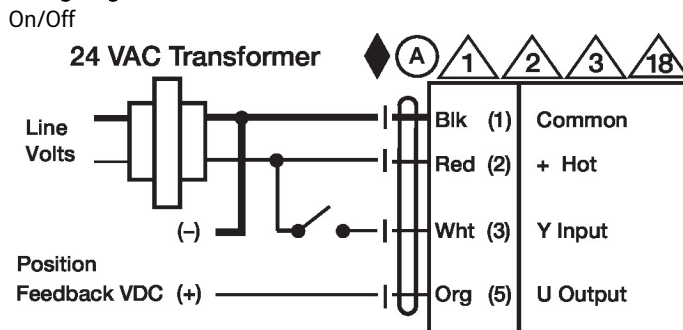 On/Off
24 VAC Transformer
A 1 2 3 18
Line
Volts
Blk (1) Common
Red (2) + Hot
(–)
Wht (3) Y Input
Position
Feedback VDC (+)
Org (5) U Output